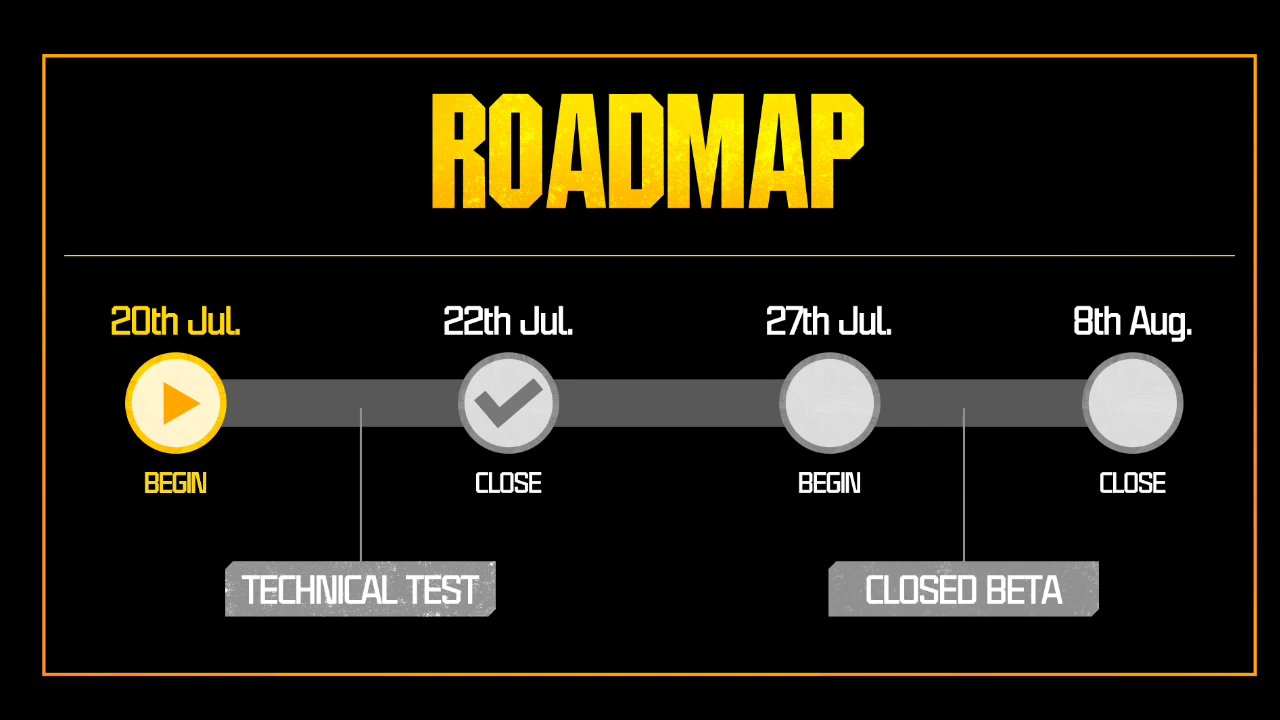 ROADMAP
20th Jul.
22th Jul.
27th Jul.
8th Aug.
BEGIN
CLOSE
BEGIN
CLOSE
TECHNICAL TEST
CLOSED BETA